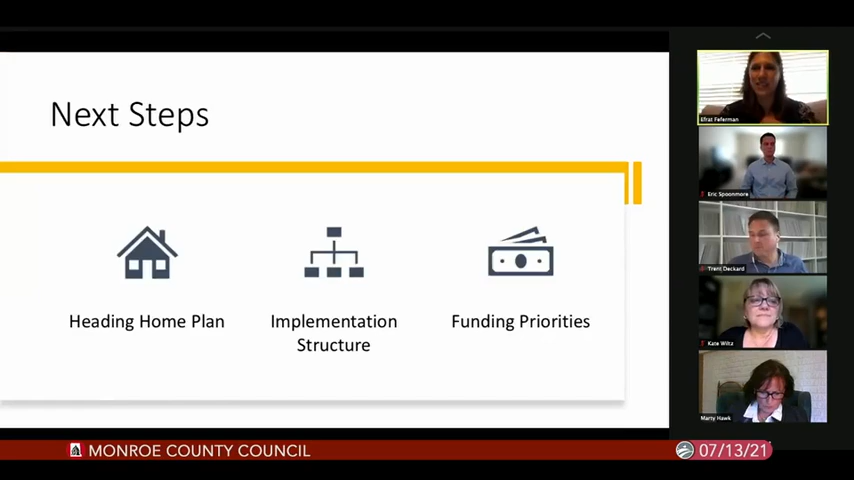 Next Steps
Heading Home Plan
Implementation
Structure
Funding Priorities
Efrat Feferman
Eric Spoonmore
Trent Deckard
Kate Wiltz
Marty Hawk
MONROE COUNTY COUNCIL
07/13/21